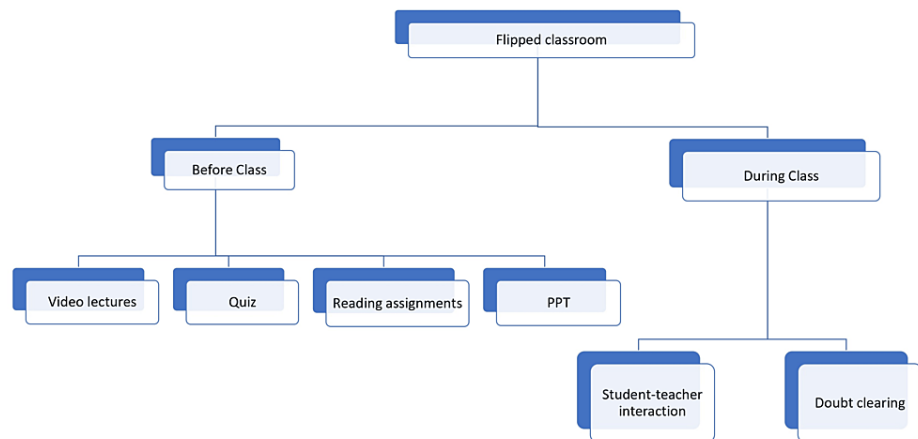 Flipped classroom
Before Class
During Class
Video lectures
Quiz
Reading assignments
PPT
Student-teacher
interaction
Doubt clearing